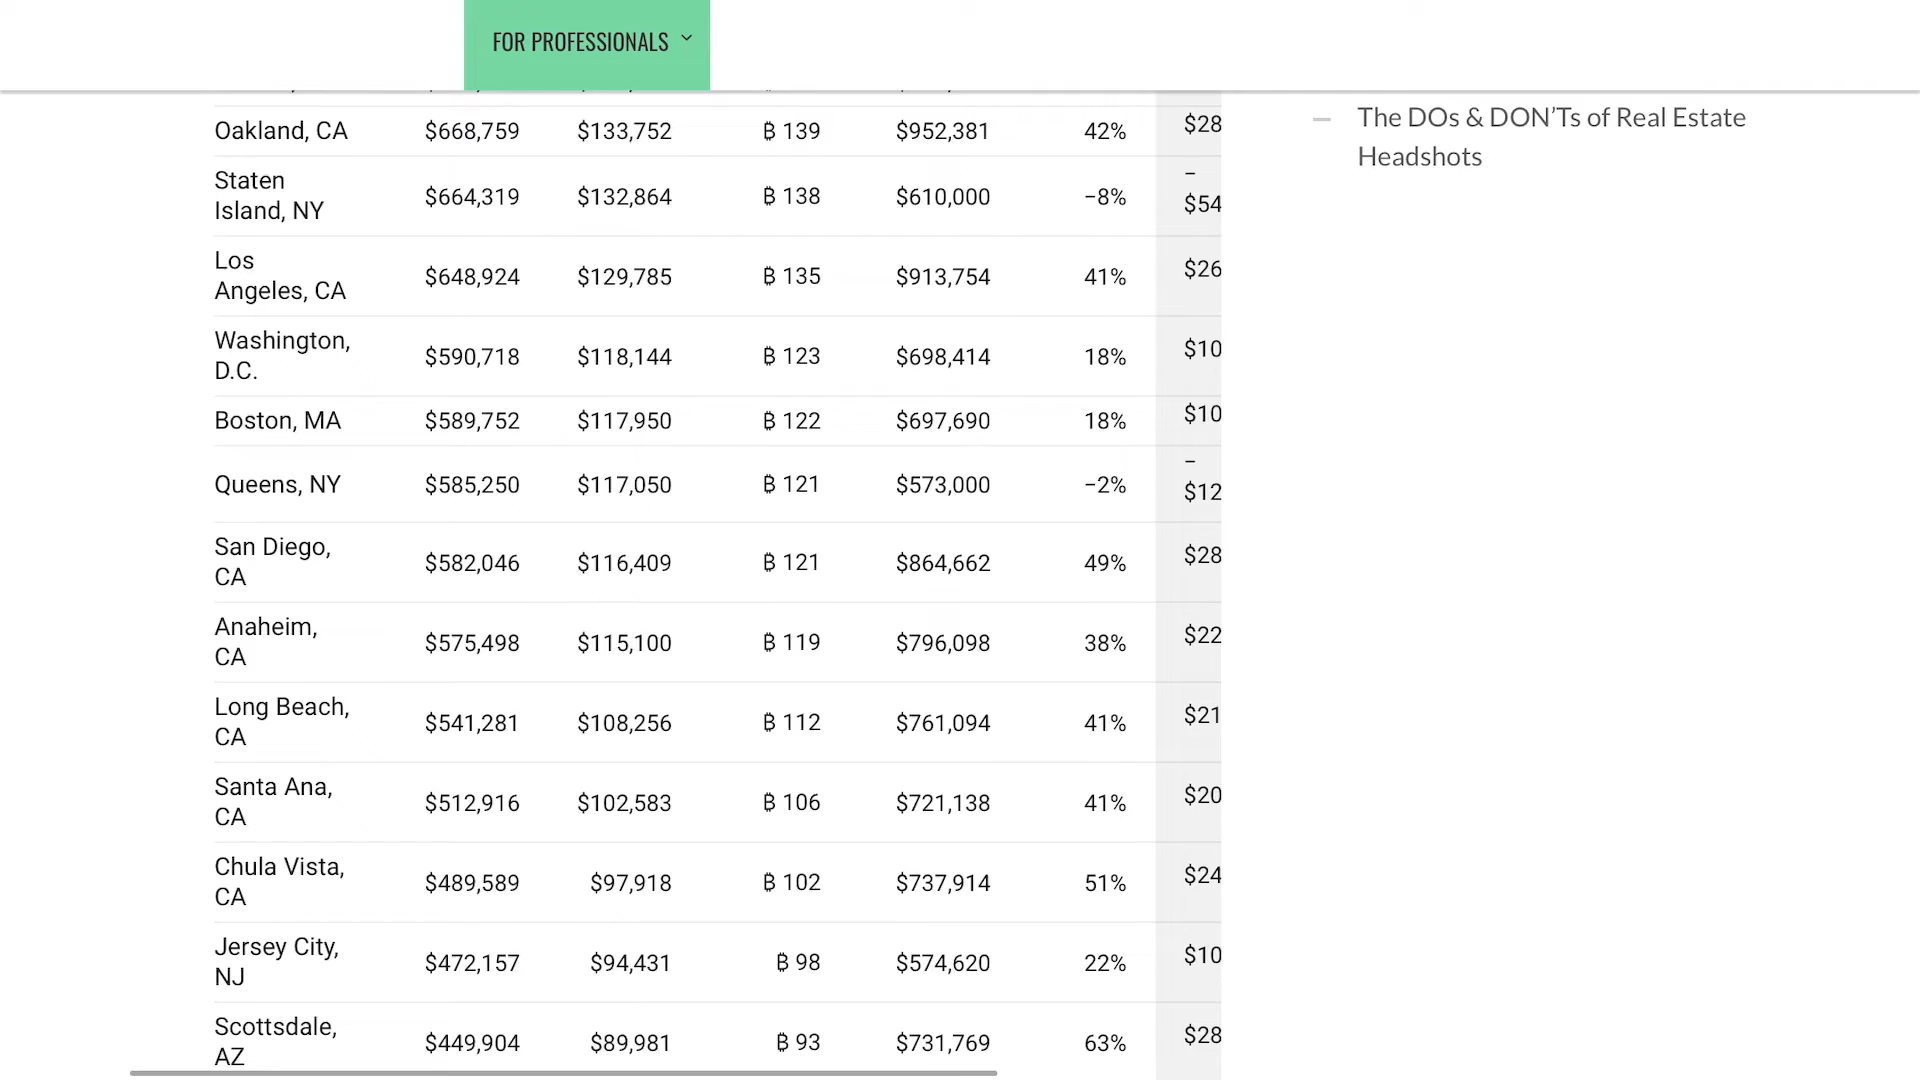 FOR PROFESSIONALS
Oakland, CA $668,759 $133,752 ₿ 139 $952,381 42% $28
Staten
Island, NY $664,319 $132,864 ₿ 138 $610,000 −8% −
$54
Los
Angeles, CA $648,924 $129,785 ₿ 135 $913,754 41% $26
Washington,
D.C. $590,718 $118,144 ₿ 123 $698,414 18% $10
Boston, MA $589,752 $117,950 ₿ 122 $697,690 18% $10
Queens, NY $585,250 $117,050 ₿ 121 $573,000 −2% −
$12
San Diego,
CA $582,046 $116,409 ₿ 121 $864,662 49% $28
Anaheim,
CA $575,498 $115,100 ₿ 119 $796,098 38% $22
Long Beach,
CA $541,281 $108,256 ₿ 112 $761,094 41% $21
Santa Ana,
CA $512,916 $102,583 ₿ 106 $721,138 41% $20
Chula Vista,
CA $489,589 $97,918 ₿ 102 $737,914 51% $24
Jersey City,
NJ $472,157 $94,431 ₿ 98 $574,620 22% $10
Scottsdale,
AZ $449,904 $89,981 ₿ 93 $731,769 63% $28
The DOs & DON’Ts of Real Estate
Headshots